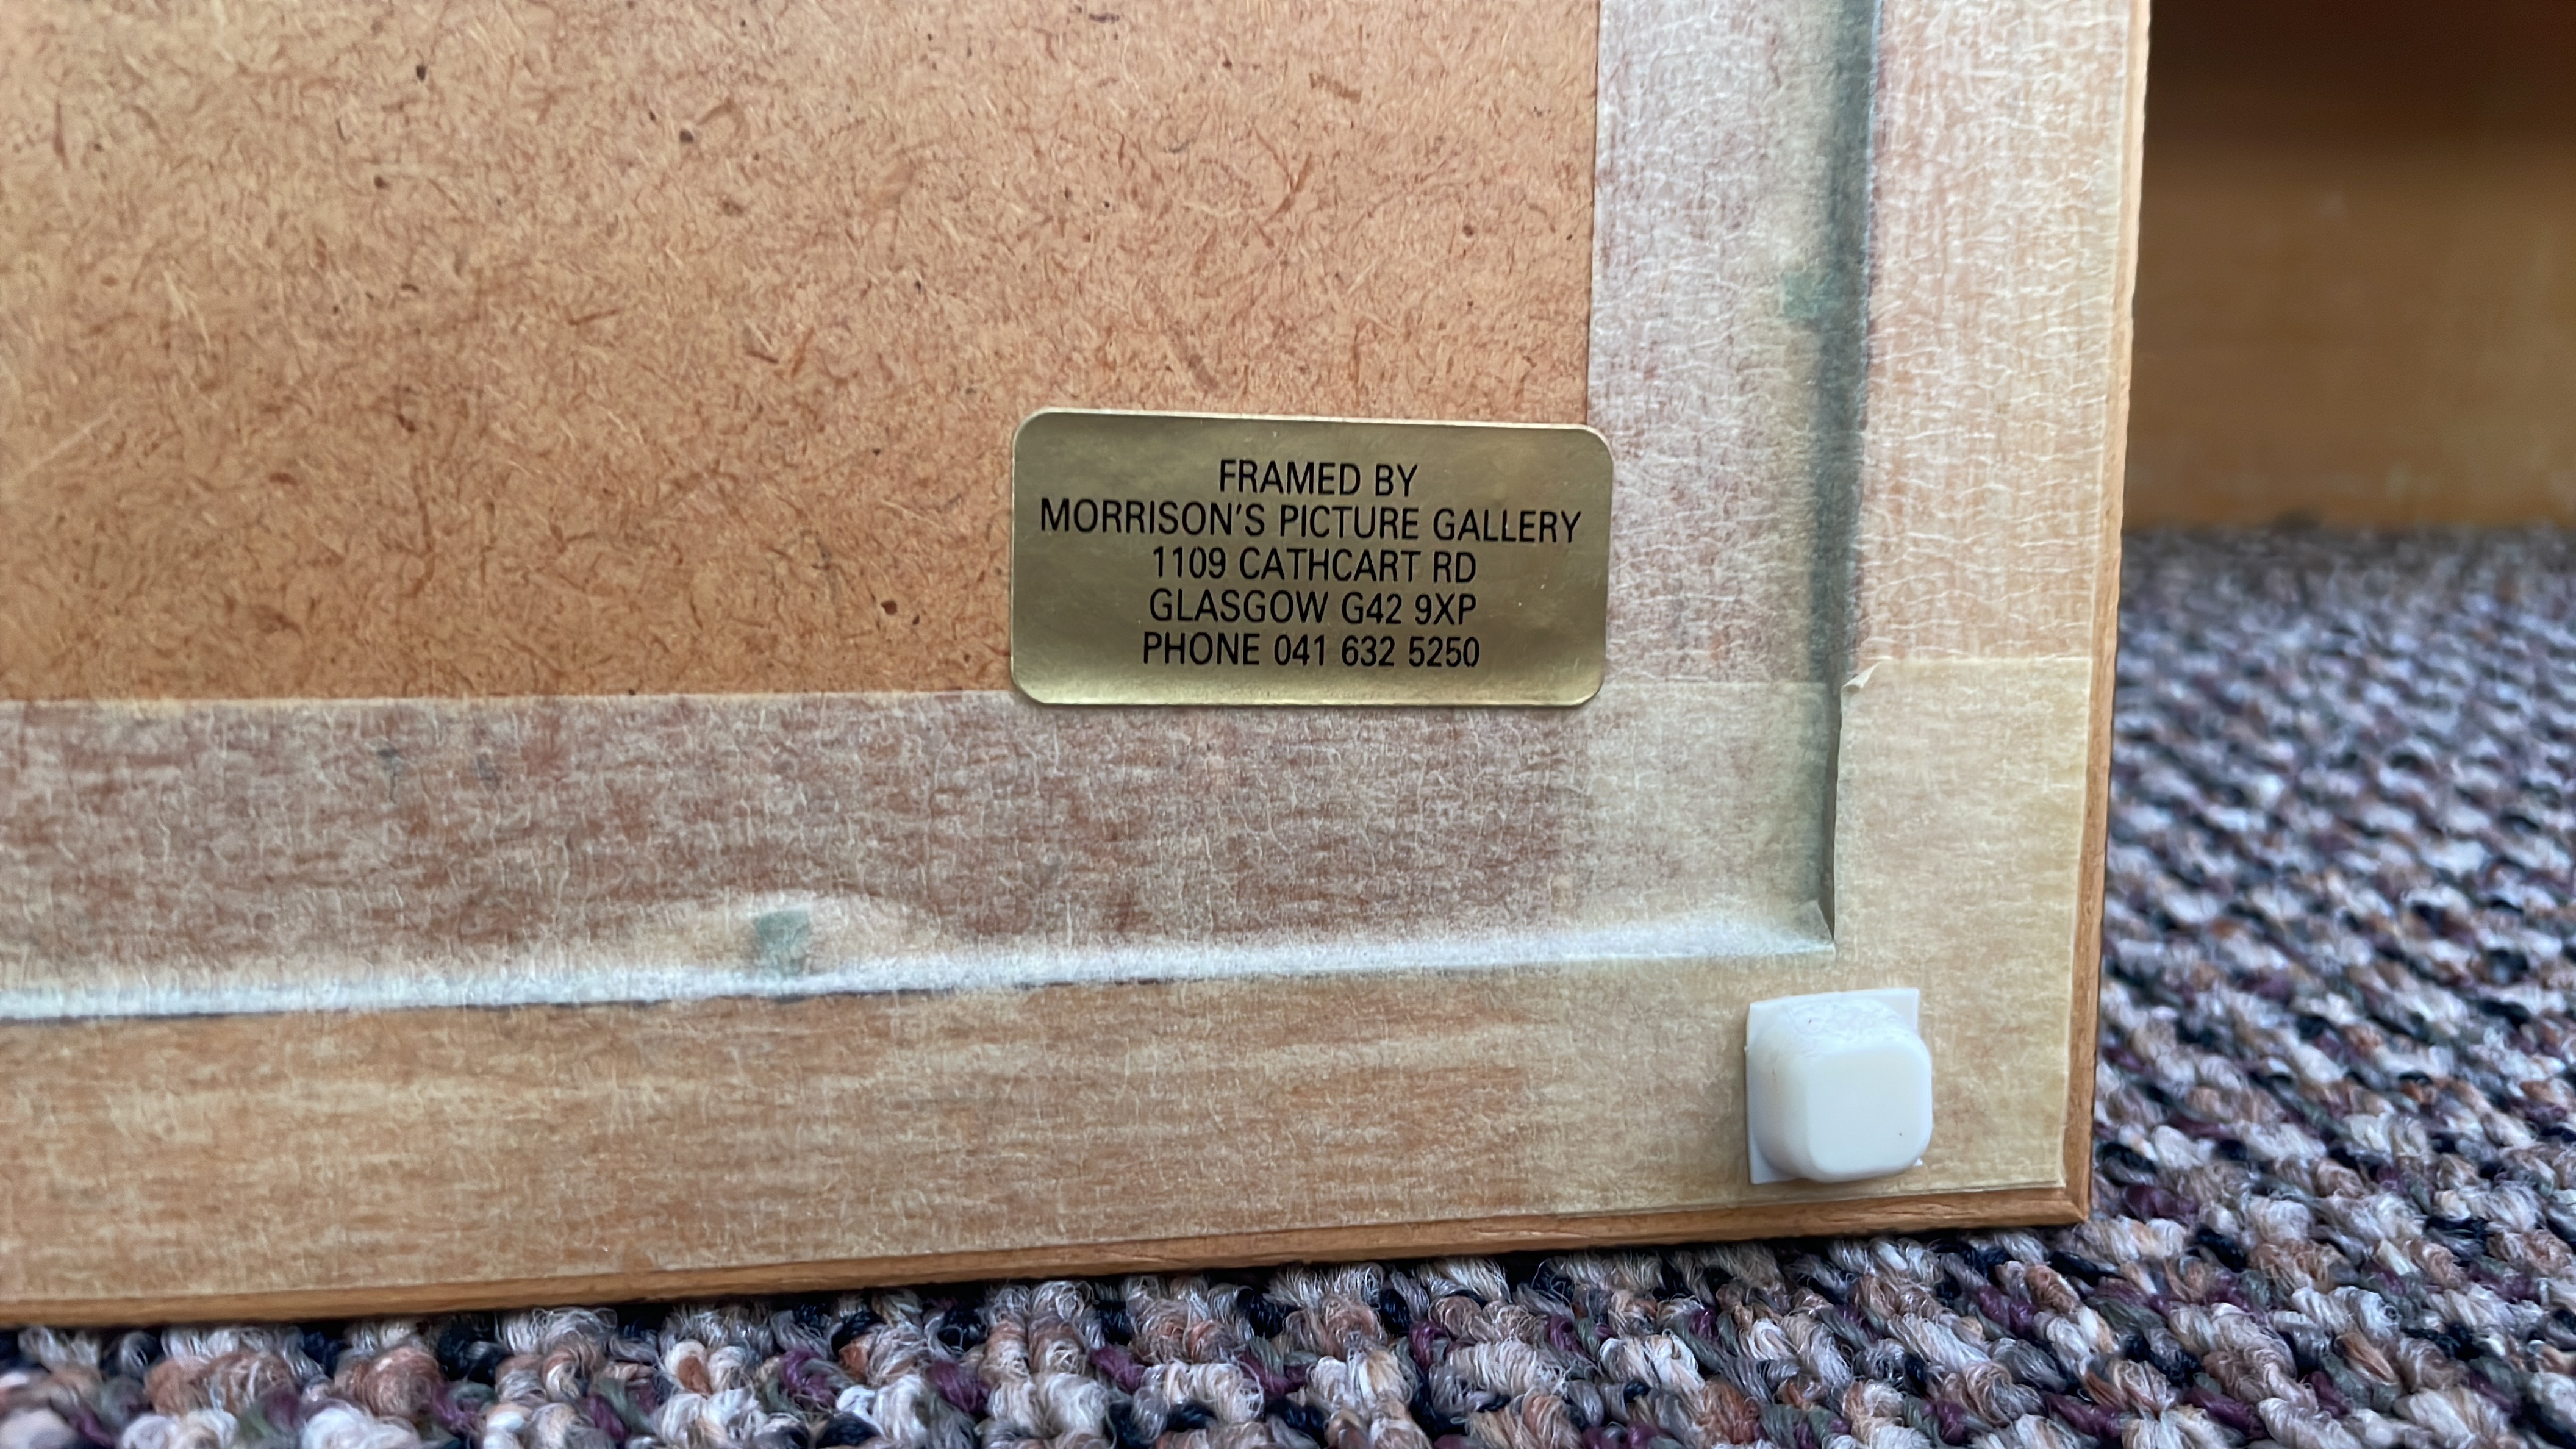 FRAMED BY
MORRISON'S PICTURE GALLERY
1109 CATHCART RD
GLASGOW G42 9XP
PHONE 041 632 5250